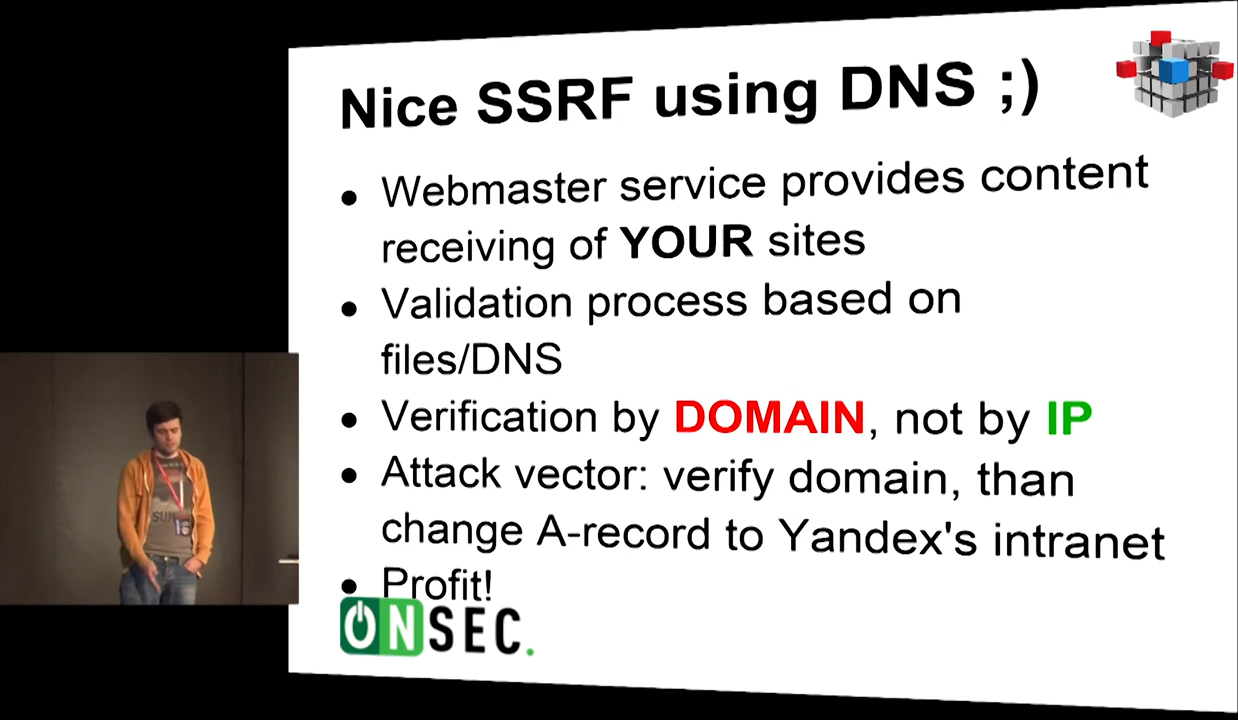 Nice SSRF using DNS ;)
• Webmaster service provides content
receiving of YOUR sites
• Validation process based on
files/DNS
• Verification by DOMAIN, not by IP
• Attack vector: verify domain, than
change A-record to Yandex's intranet
• Profit!
ONSEC.
SUN